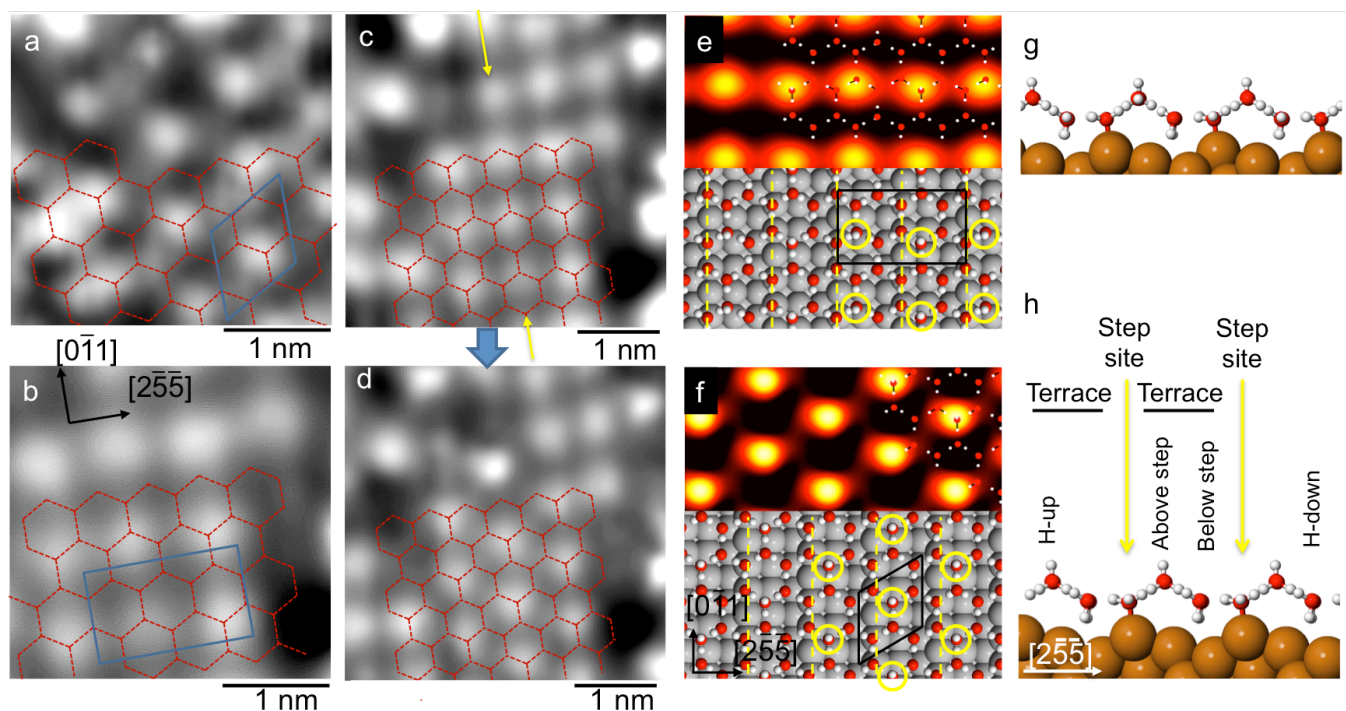 a
1 nm
[01̅1]
[25̅5̅]
b
1 nm
c
1 nm
d
1 nm
e
f
[01̅1]
[25̅5̅]
g
h
Step
site
Step
site
Terrace
Terrace
H-up
Above step
Below step
H-down
[25̅5̅]